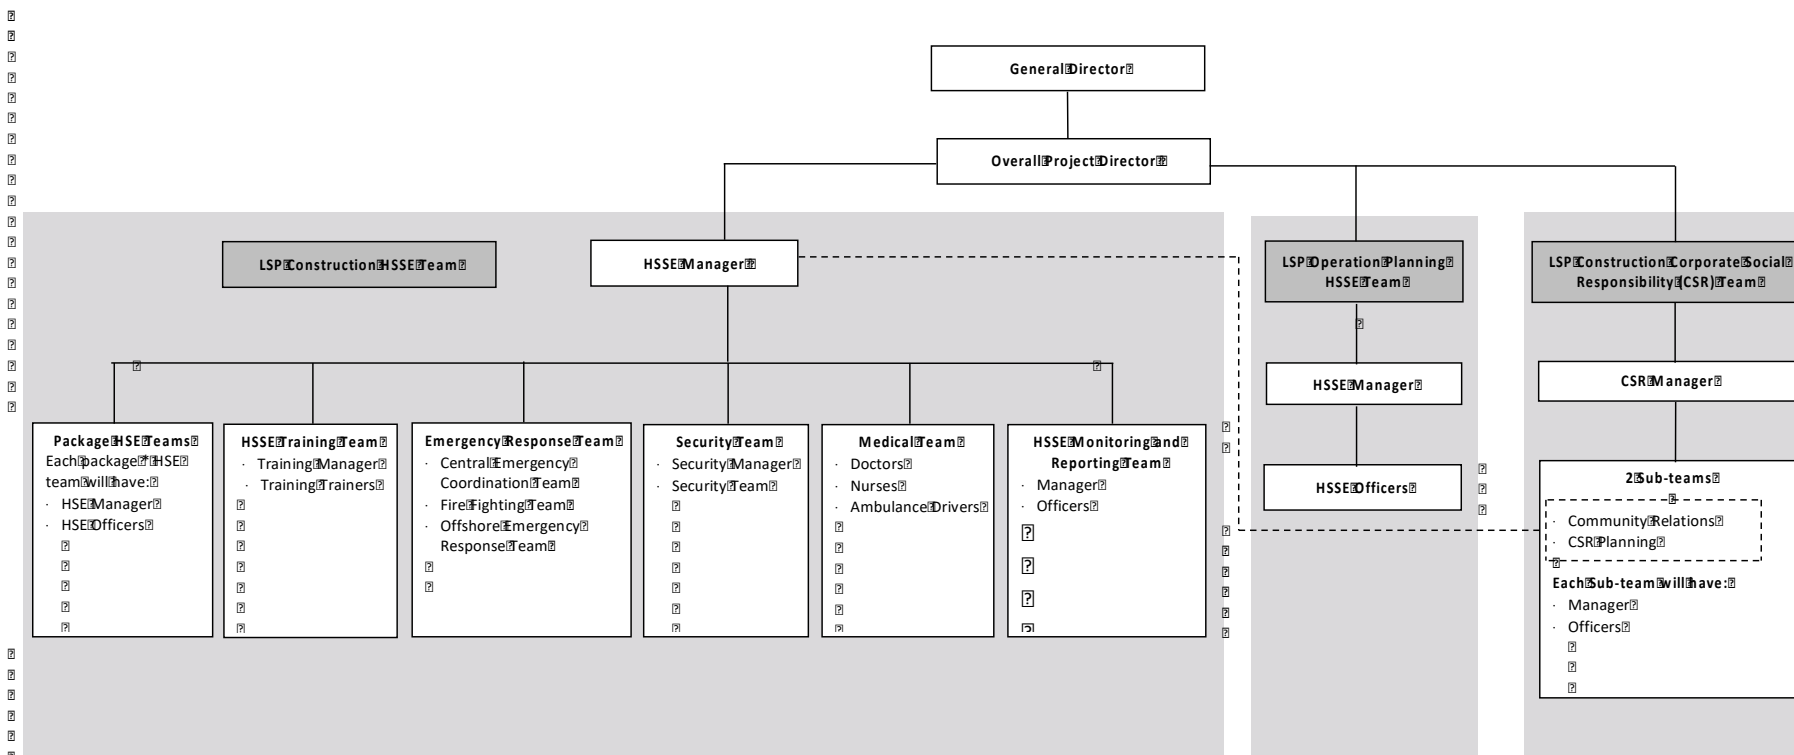 General Director
Overall Project Director
LSP Construction HSSE Team
HSSE Manager
LSP Operation Planning
HSSE Team
LSP Construction Corporate Social
Responsibility (CSR) Team
HSSE Manager
CSR Manager
Package HSE Teams
Each package * HSE
team will have:
· HSE Manager
· HSE Officers
HSSE Training Team
· Training Manager
· Training Trainers
Emergency Response Team
· Central Emergency
Coordination Team
· Fire Fighting Team
· Offshore Emergency
Response Team
Security Team
· Security Manager
· Security Team
Medical Team
· Doctors
· Nurses
· Ambulance Drivers
HSSE Monitoring and
Reporting Team
· Manager
· Officers
HSSE Officers
2 Sub-teams
· Community Relations
· CSR Planning
Each Sub-team will have:
· Manager
· Officers